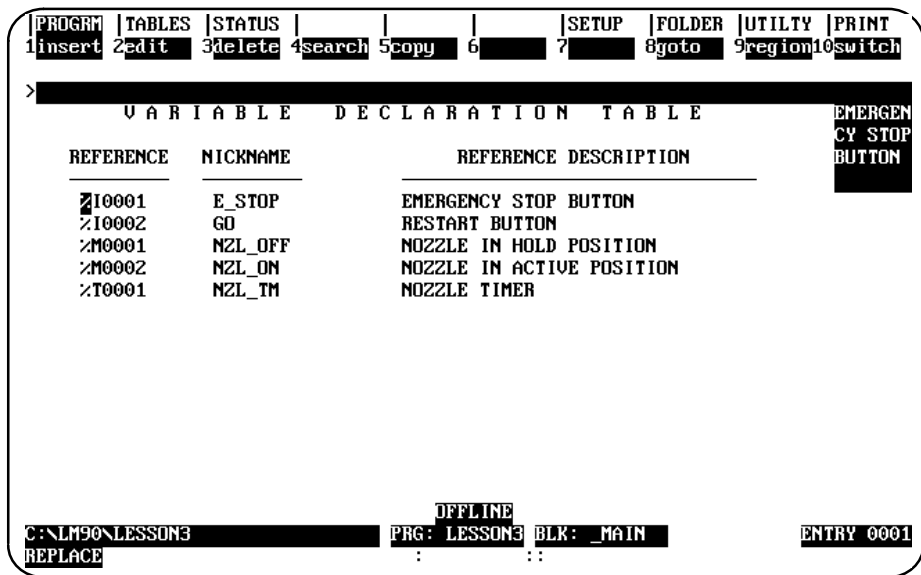 PROGRM |TABLES |STATUS | | |SETUP |FOLDER |UTILTY |PRINT
1insert 2edit 3delete 4search 5copy 6 7 8goto 9region10switch
>
VARIABLE DECLARATION TABLE
EMERGEN
CY STOP
BUTTON
REFERENCE NICKNAME REFERENCE DESCRIPTION
%I0001 E_STOP EMERGENCY STOP BUTTON
%I0002 GO RESTART BUTTON
%M0001 NZL_OFF NOZZLE IN HOLD POSITION
%M0002 NZL_ON NOZZLE IN ACTIVE POSITION
%T0001 NZL_TM NOZZLE TIMER
OFFLINE
C:\LM90\LESSON3 PRG: LESSON3 BLK: _MAIN ENTRY 0001
REPLACE : ::